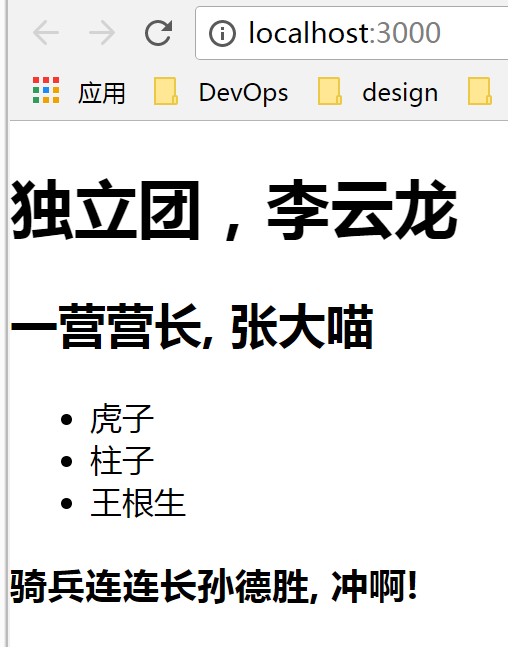 localhost:3000
应用 DevOps design
独立团，李云龙
一营营长, 张大喵
虎子
柱子
王根生
骑兵连连长孙德胜, 冲啊!